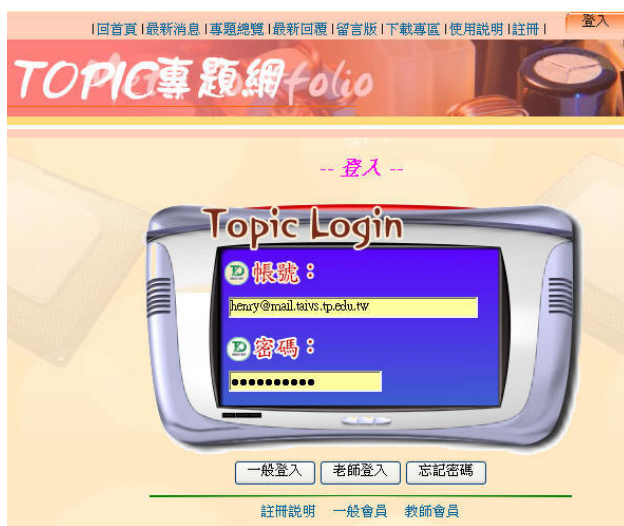 |回首頁|最新消息|專題總覽|最新回覆|留言版|下載專區|使用說明|註冊|
登入
TOPIC專題網
-- 登入 --
Topic Login
帳號：
henry@mail.taivs.tp.edu.tw
密碼：
●●●●●●●●●●
一般登入 老師登入 忘記密碼
註冊說明 一般會員 教師會員